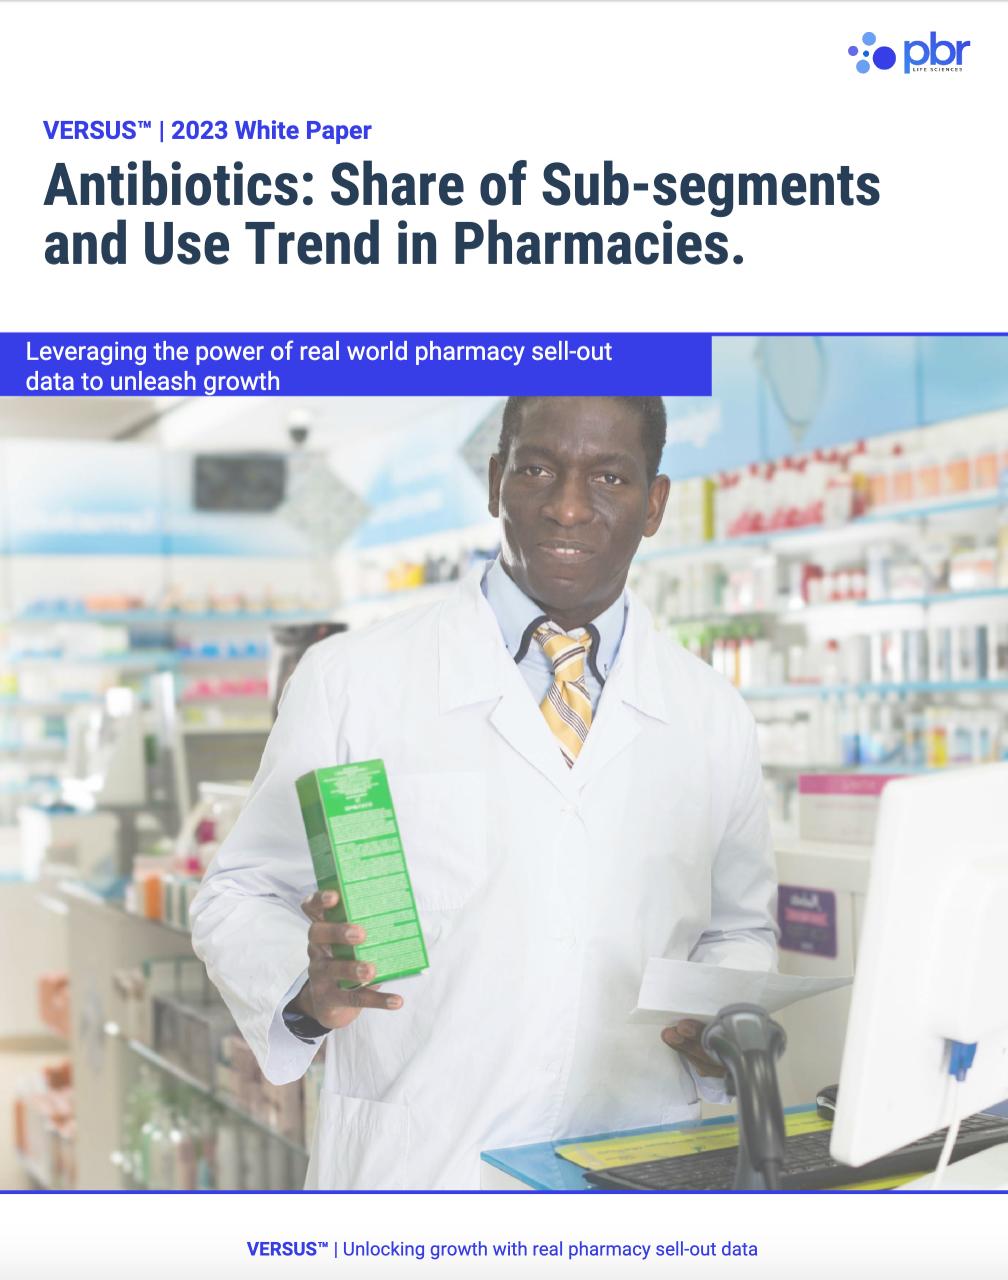 pbr
LIFE SCIENCES
VERSUS™ | 2023 White Paper
Antibiotics: Share of Sub-segments
and Use Trend in Pharmacies.
Leveraging the power of real world pharmacy sell-out
data to unleash growth
VERSUS™ | Unlocking growth with real pharmacy sell-out data